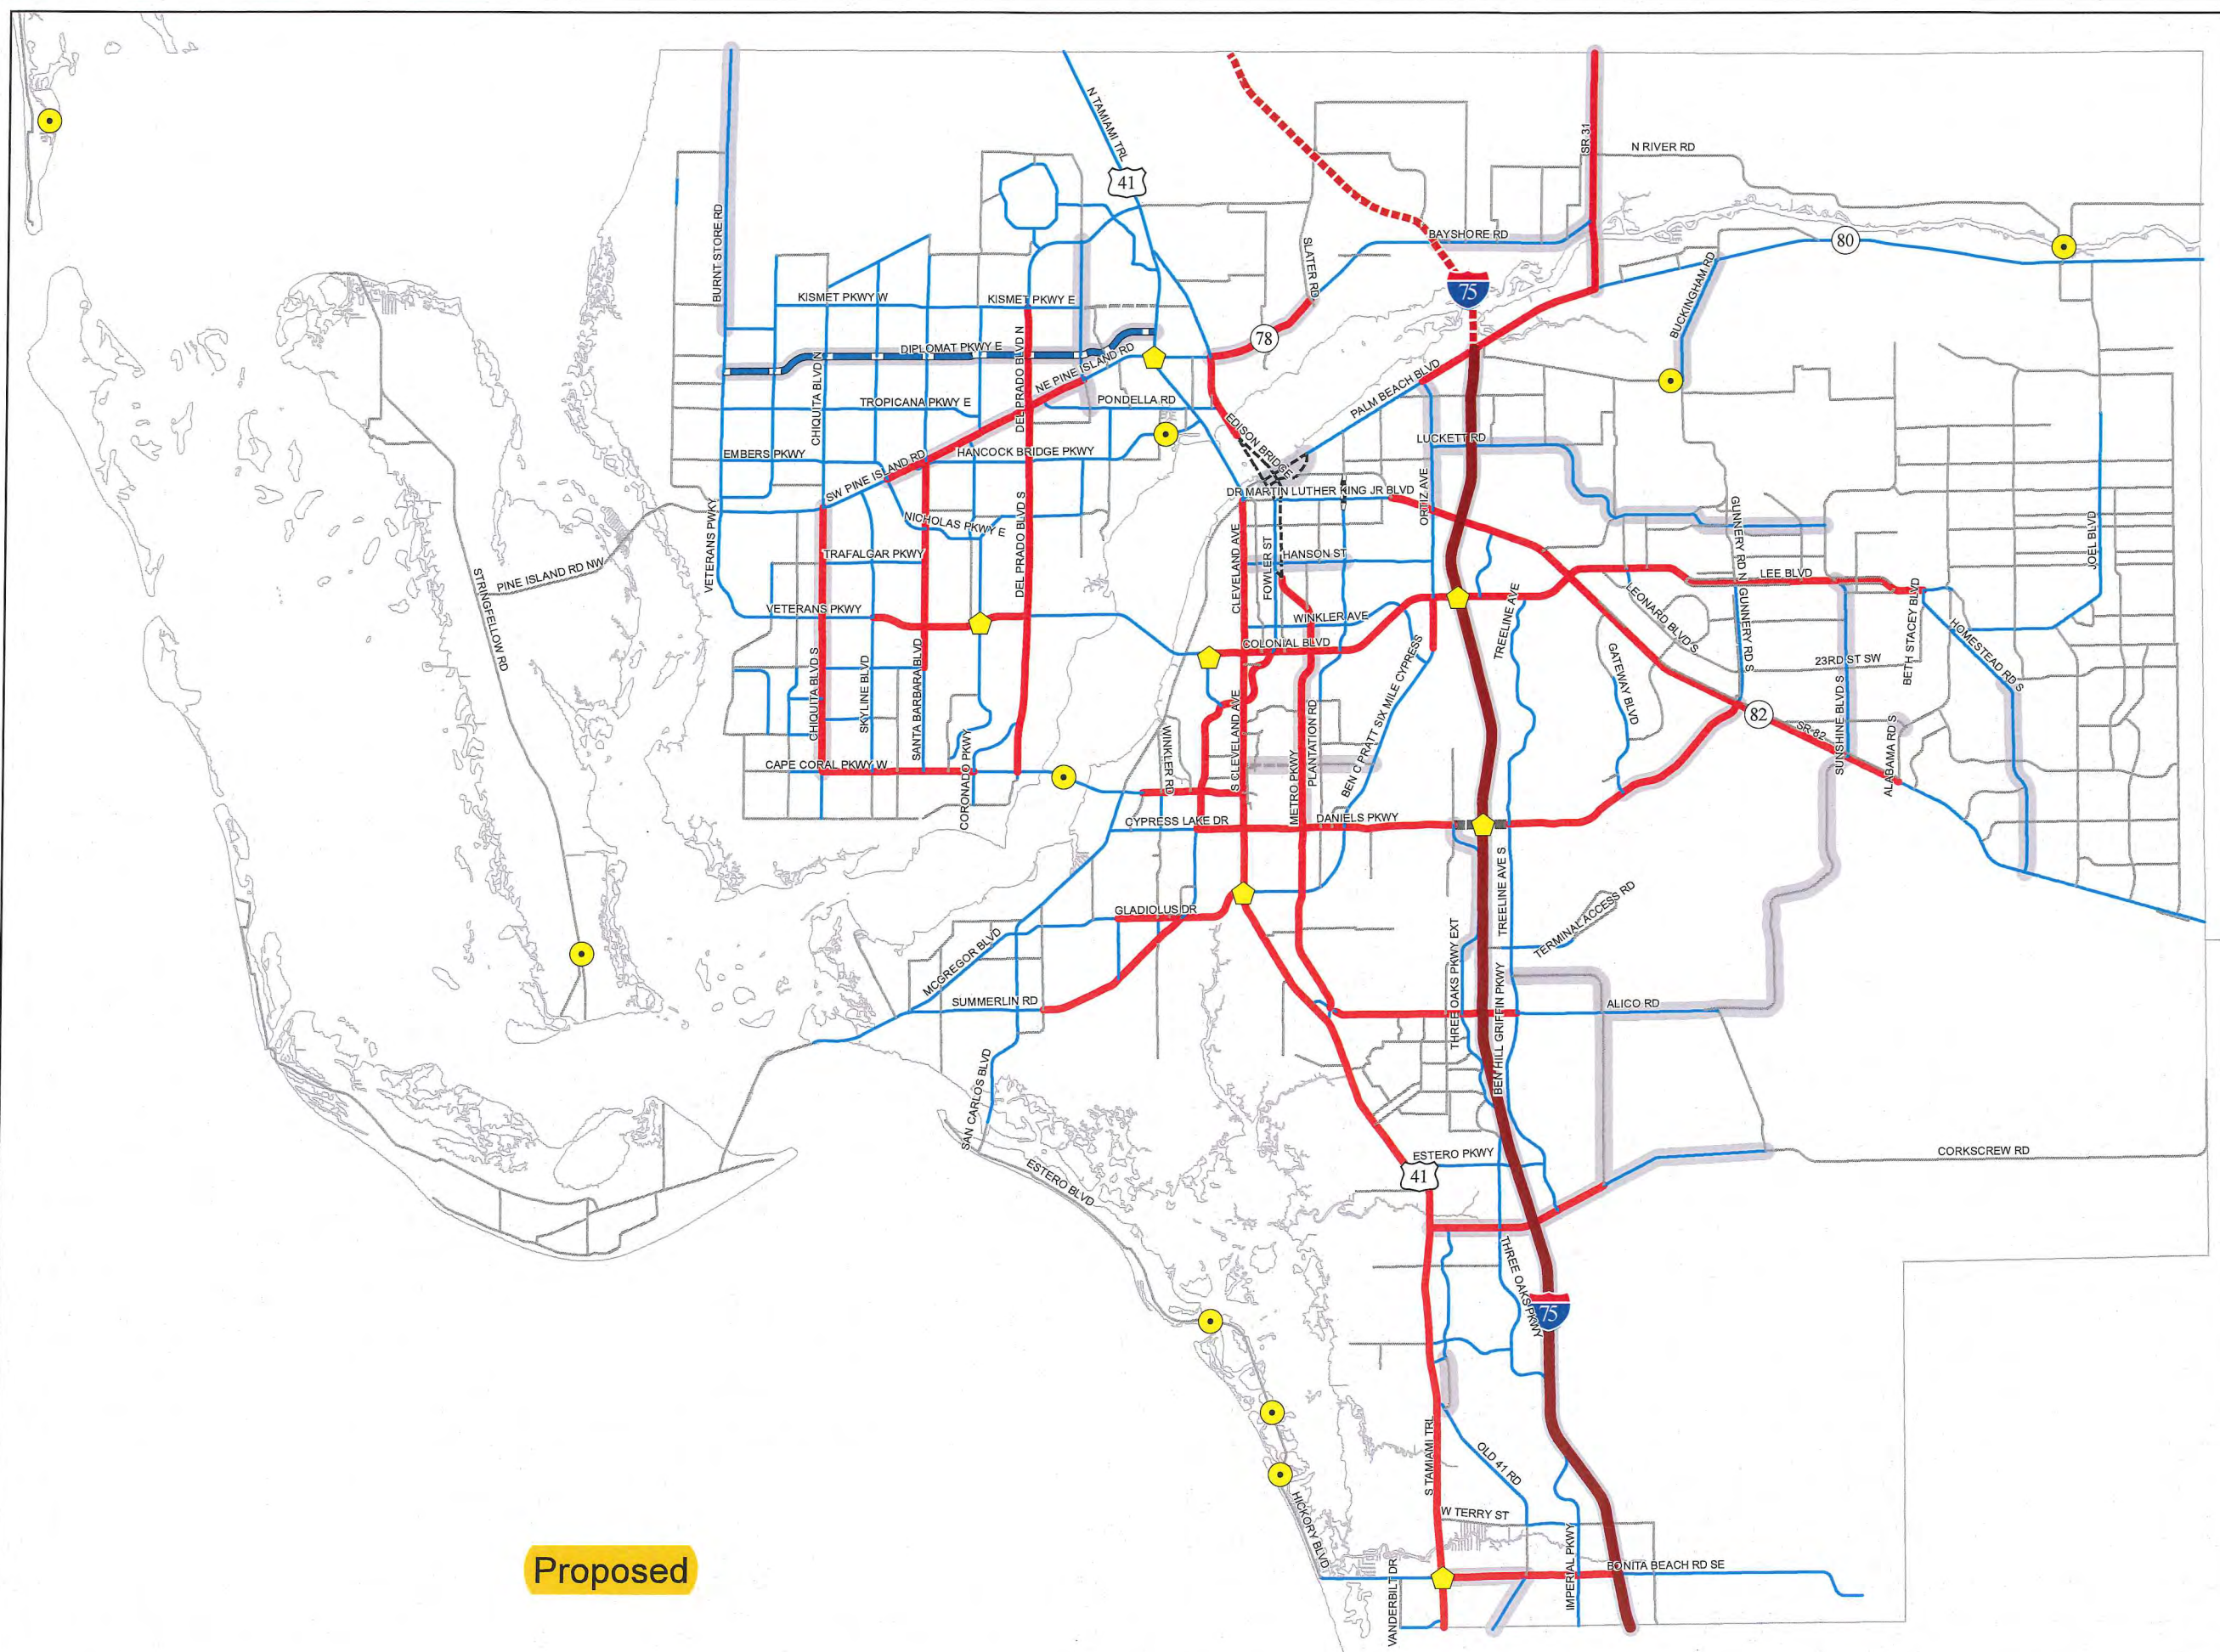 N TAMIAMI TRL
41
SR 31
N RIVER RD
BURNT STORE RD
SLATER RD
BAYSHORE RD
80
BUCKINGHAM RD
75
KISMET PKWY W
KISMET PKWY E
78
DIPLOMAT PKWY E
NE PINE ISLAND RD
DEL PRADO BLVD N
CHIQUITA BLVD N
TROPICANA PKWY E
PONDELLA RD
PALM BEACH BLVD
EDISON BRIDGE
LUCKETT RD
EMBERS PKWY
SW PINE ISLAND RD
HANCOCK BRIDGE PKWY
DR MARTIN LUTHER KING JR BLVD
ORTIZ AVE
GUNNERY RD N
GUNNERY RD S
JOEL BLVD
VETERANS PWKY
NICHOLAS PKWY E
DEL PRADO BLVD S
TRAFALGAR PKWY
CLEVELAND AVE
FOWLER ST
HANSON ST
PINE ISLAND RD NW
STRINGFELLOW RD
LEE BLVD
LEONARD BLVD S
VETERANS PKWY
WINKLER AVE
COLONIAL BLVD
TREELINE AVE
BETH STACEY BLVD
HOMESTEAD RD S
23RD ST SW
GATEWAY BLVD
CHIQUITA BLVD S
SKYLINE BLVD
SANTA BARBARA BLVD
CORONADO PKWY
WINKLER RD
S CLEVELAND AVE
METRO PKWY
PLANTATION RD
BEN C PRATT SIX MILE CYPRESS
82
SR-82
SUNSHINE BLVD S
ALABAMA RD S
CAPE CORAL PKWY W
CYPRESS LAKE DR
DANIELS PKWY
TREELINE AVE S
GLADIOLUS DR
MCGREGOR BLVD
TERMINAL ACCESS RD
THREE OAKS PKWY EXT
BEN HILL GRIFFIN PKWY
SUMMERLIN RD
ALICO RD
SAN CARLOS BLVD
ESTERO PKWY
41
CORKSCREW RD
ESTERO BLVD
THREE OAKS PKWY
75
S TAMIAMI TRL
OLD 41 RD
HICKORY BLVD
W TERRY ST
VANDERBILT DR
IMPERIAL PKWY
BONITA BEACH RD SE
Proposed